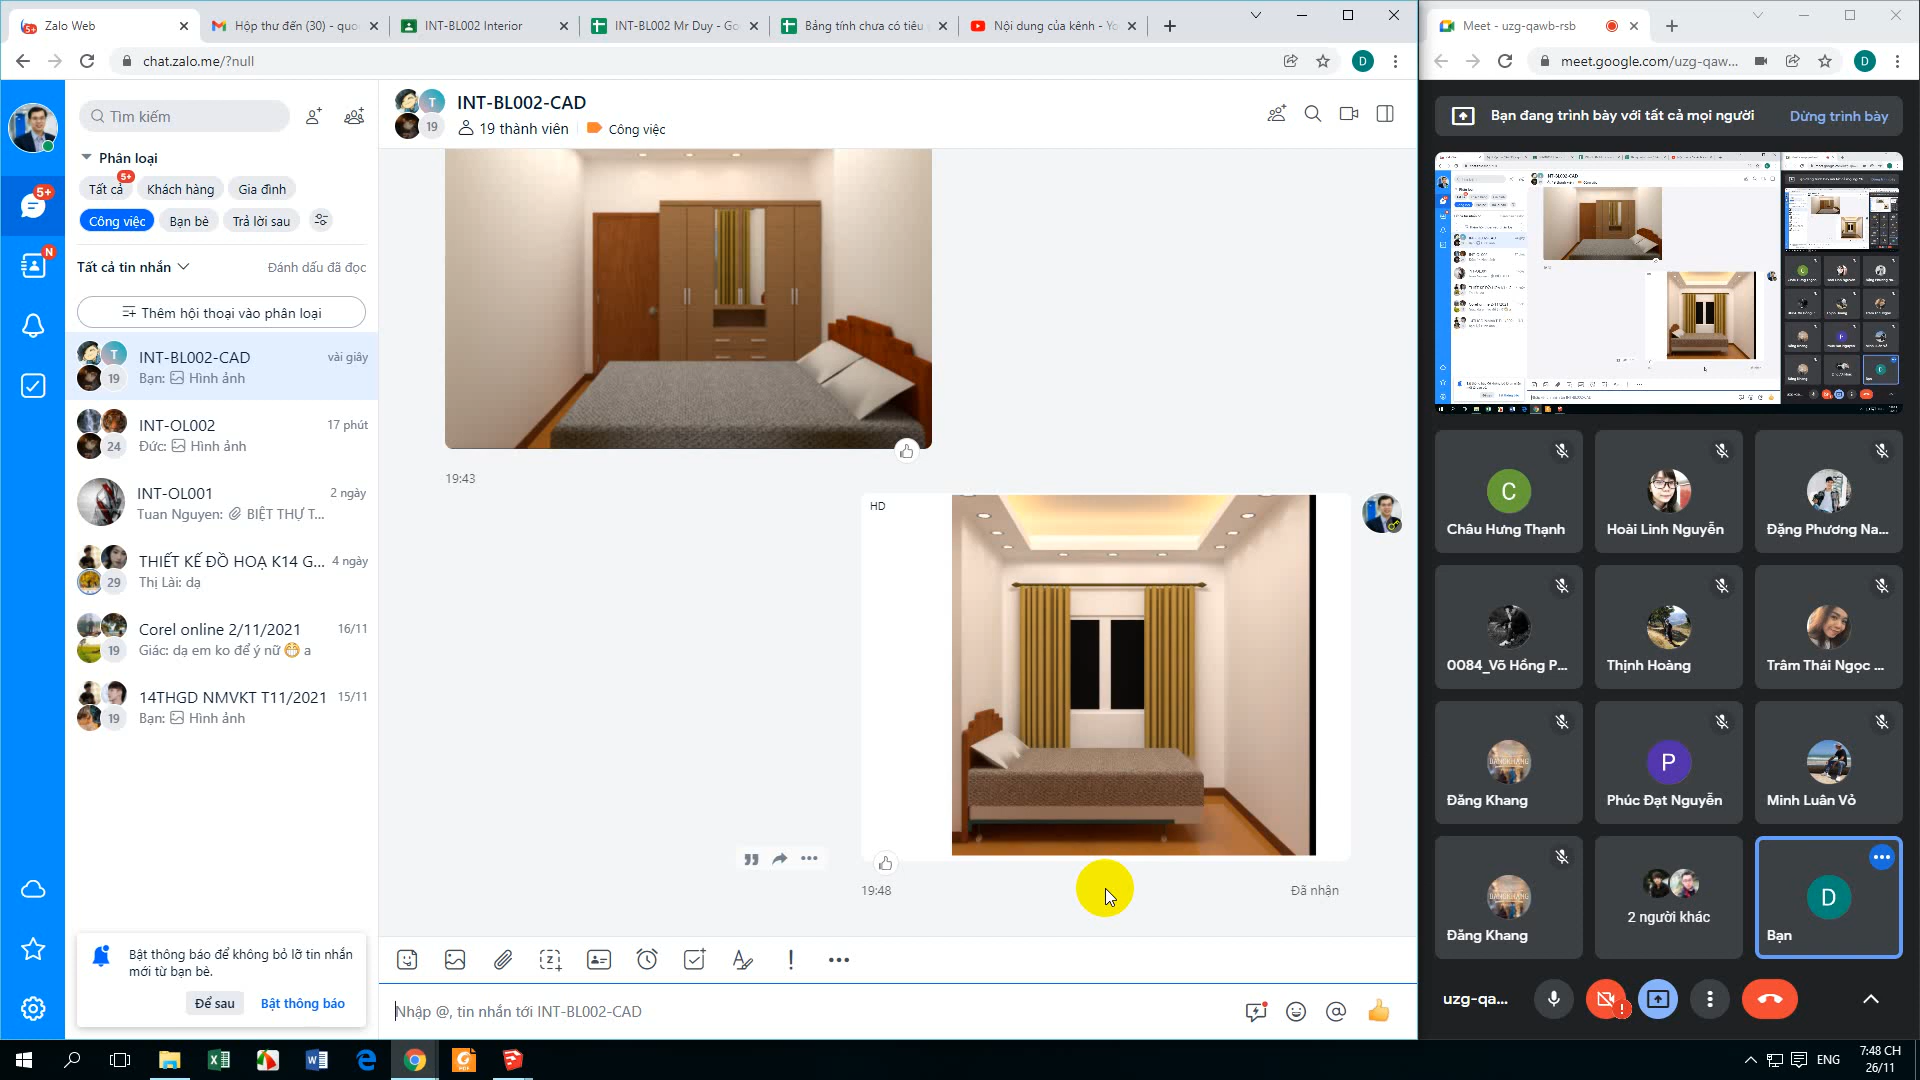 Zalo Web
Hộp thư đến (30) - quo
INT-BL002 Interior
INT-BL002 Mr Duy - Go
Bảng tính chưa có tiêu
Nội dung của kênh - Yo
chat.zalo.me/?null
D
Tìm kiếm
Phân loại
5+
Tất cả
Khách hàng
Gia đình
Công việc
Bạn bè
Trả lời sau
Tất cả tin nhắn
Đánh dấu đã đọc
Thêm hội thoại vào phân loại
5+
N
T
19
INT-BL002-CAD
vài giây
Bạn: Hình ảnh
24
INT-OL002
17 phút
Đức: Hình ảnh
INT-OL001
2 ngày
Tuan Nguyen: BIỆT THỰ T...
29
THIẾT KẾ ĐỒ HOẠ K14 G...
4 ngày
Thị Lài: dạ
19
Corel online 2/11/2021
16/11
Giác: dạ em ko để ý nữ 😁 a
19
14THGD NMVKT T11/2021
15/11
Bạn: Hình ảnh
Bật thông báo để không bỏ lỡ tin nhắn
mới từ bạn bè.
Để sau
Bật thông báo
T
19
INT-BL002-CAD
19 thành viên
Công việc
19:43
HD
19:48
Đã nhận
Nhập @, tin nhắn tới INT-BL002-CAD
Meet - uzg-qawb-rsb
meet.google.com/uzg-qaw...
D
Bạn đang trình bày với tất cả mọi người
Dừng trình bày
C
Châu Hưng Thạnh
Hoài Linh Nguyễn
Đặng Phương Na...
0084_Võ Hồng P...
Thịnh Hoàng
Trâm Thái Ngọc ...
Đăng Khang
P
Phúc Đạt Nguyễn
Minh Luân Vỏ
Đăng Khang
2 người khác
D
Bạn
uzg-qa...
ENG
7:48 CH
26/11